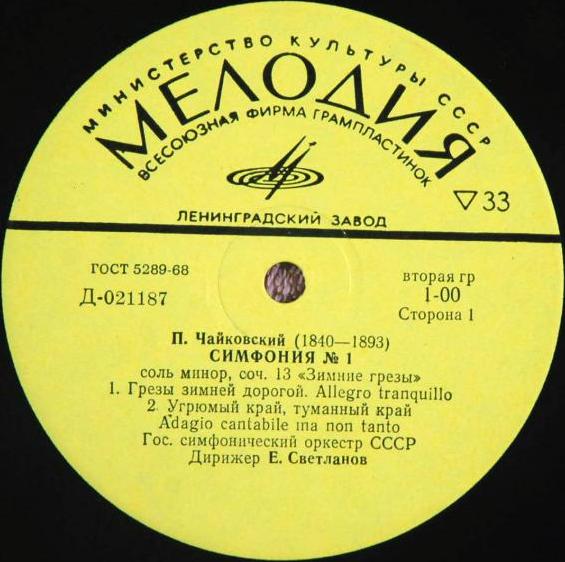 МИНИСТЕРСТВО КУЛЬТУРЫ СССР
МЕЛОДИЯ
ВСЕСОЮЗНАЯ ФИРМА ГРАМПЛАСТИНОК
▽33
ЛЕНИНГРАДСКИЙ ЗАВОД
ГОСТ 5289-68
Д-021187
вторая гр
1-00
Сторона 1
П. Чайковский (1840—1893)
СИМФОНИЯ № 1
соль минор, соч. 13 «Зимние грезы»
1. Грезы зимней дорогой. Allegro tranquillo
2. Угрюмый край, туманный край
Adagio cantabile ma non tanto
Гос. симфонический оркестр СССР
Дирижер Е. Светланов